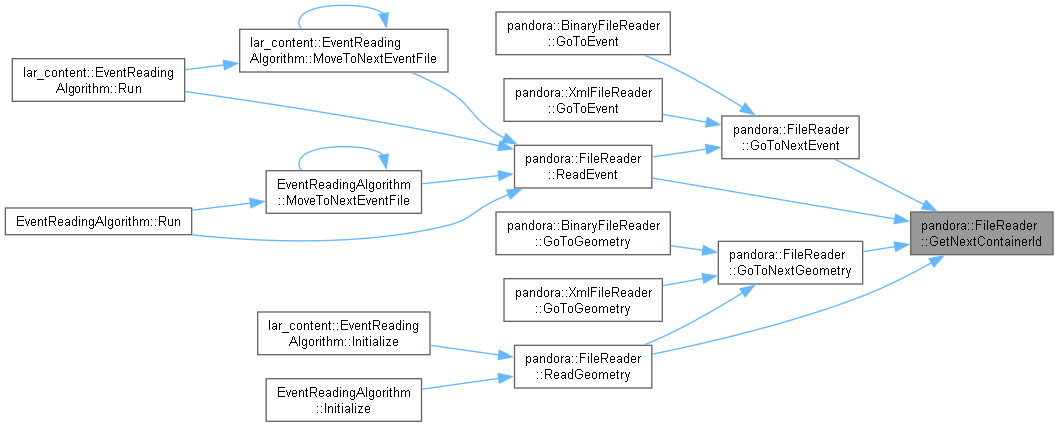 lar_content::EventReading
Algorithm::Run
lar_content::EventReading
Algorithm::MoveToNextEventFile
EventReadingAlgorithm
::MoveToNextEventFile
EventReadingAlgorithm::Run
lar_content::EventReading
Algorithm::Initialize
EventReadingAlgorithm
::Initialize
pandora::BinaryFileReader
::GoToEvent
pandora::XmlFileReader
::GoToEvent
pandora::FileReader
::ReadEvent
pandora::BinaryFileReader
::GoToGeometry
pandora::XmlFileReader
::GoToGeometry
pandora::FileReader
::ReadGeometry
pandora::FileReader
::GoToNextEvent
pandora::FileReader
::GoToNextGeometry
pandora::FileReader
::GetNextContainerId